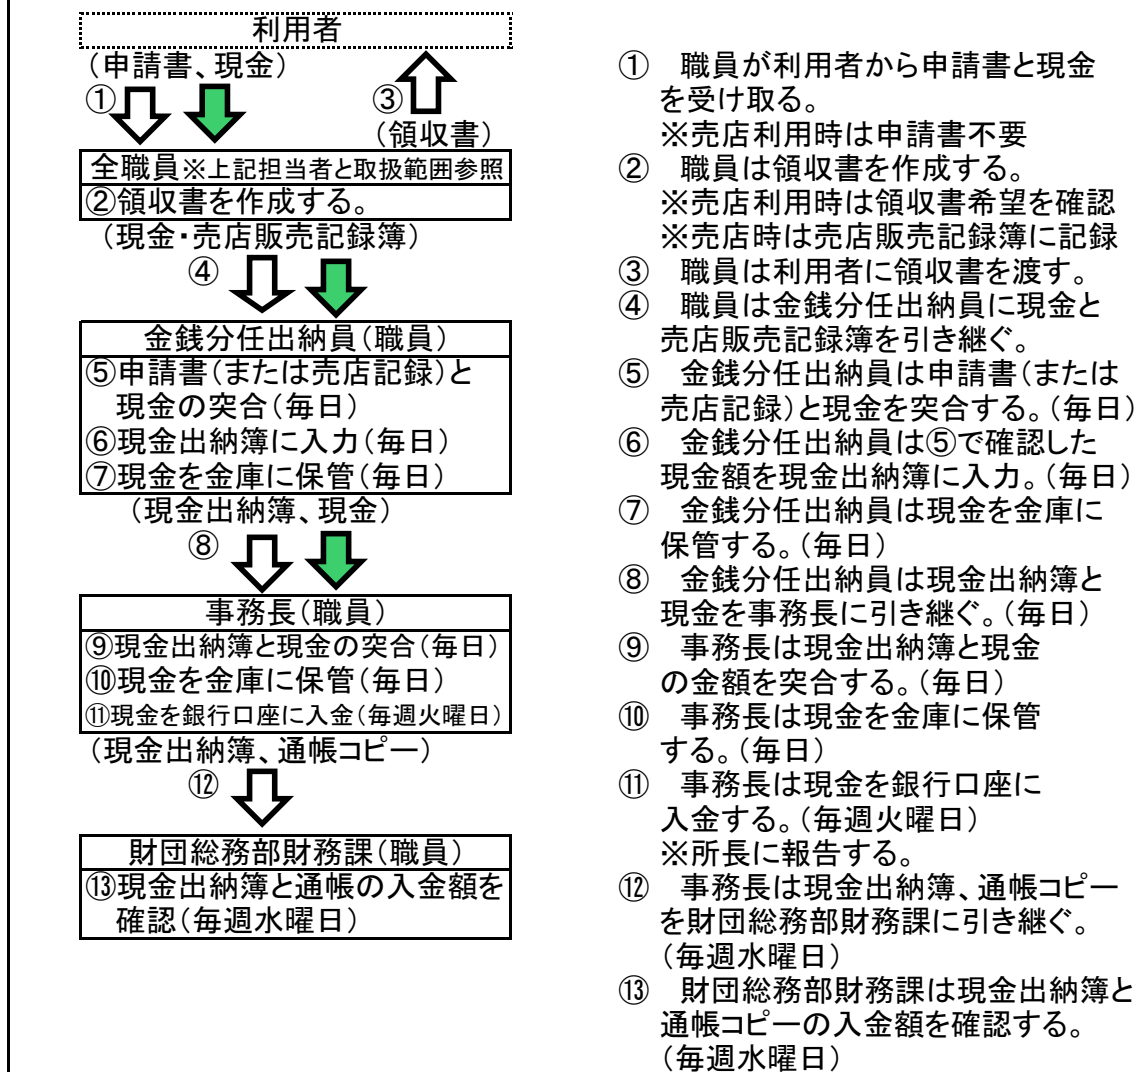 利用者
(申請書、現金)
①
③
(領収書)
全職員※上記担当者と取扱範囲参照
②領収書を作成する。
(現金・売店販売記録簿)
④
金銭分任出納員(職員)
⑤申請書(または売店記録)と
現金の突合(毎日)
⑥現金出納簿に入力(毎日)
⑦現金を金庫に保管(毎日)
(現金出納簿、現金)
⑧
事務長(職員)
⑨現金出納簿と現金の突合(毎日)
⑩現金を金庫に保管(毎日)
⑪現金を銀行口座に入金(毎週火曜日)
(現金出納簿、通帳コピー)
⑫
財団総務部財務課(職員)
⑬現金出納簿と通帳の入金額を
確認(毎週水曜日)
① 職員が利用者から申請書と現金
を受け取る。
※売店利用時は申請書不要
② 職員は領収書を作成する。
※売店利用時は領収書希望を確認
※売店時は売店販売記録簿に記録
③ 職員は利用者に領収書を渡す。
④ 職員は金銭分任出納員に現金と
売店販売記録簿を引き継ぐ。
⑤ 金銭分任出納員は申請書(または
売店記録)と現金を突合する。(毎日)
⑥ 金銭分任出納員は⑤で確認した
現金額を現金出納簿に入力。(毎日)
⑦ 金銭分任出納員は現金を金庫に
保管する。(毎日)
⑧ 金銭分任出納員は現金出納簿と
現金を事務長に引き継ぐ。(毎日)
⑨ 事務長は現金出納簿と現金
の金額を突合する。(毎日)
⑩ 事務長は現金を金庫に保管
する。(毎日)
⑪ 事務長は現金を銀行口座に
入金する。(毎週火曜日)
※所長に報告する。
⑫ 事務長は現金出納簿、通帳コピー
を財団総務部財務課に引き継ぐ。
(毎週水曜日)
⑬ 財団総務部財務課は現金出納簿と
通帳コピーの入金額を確認する。
(毎週水曜日)